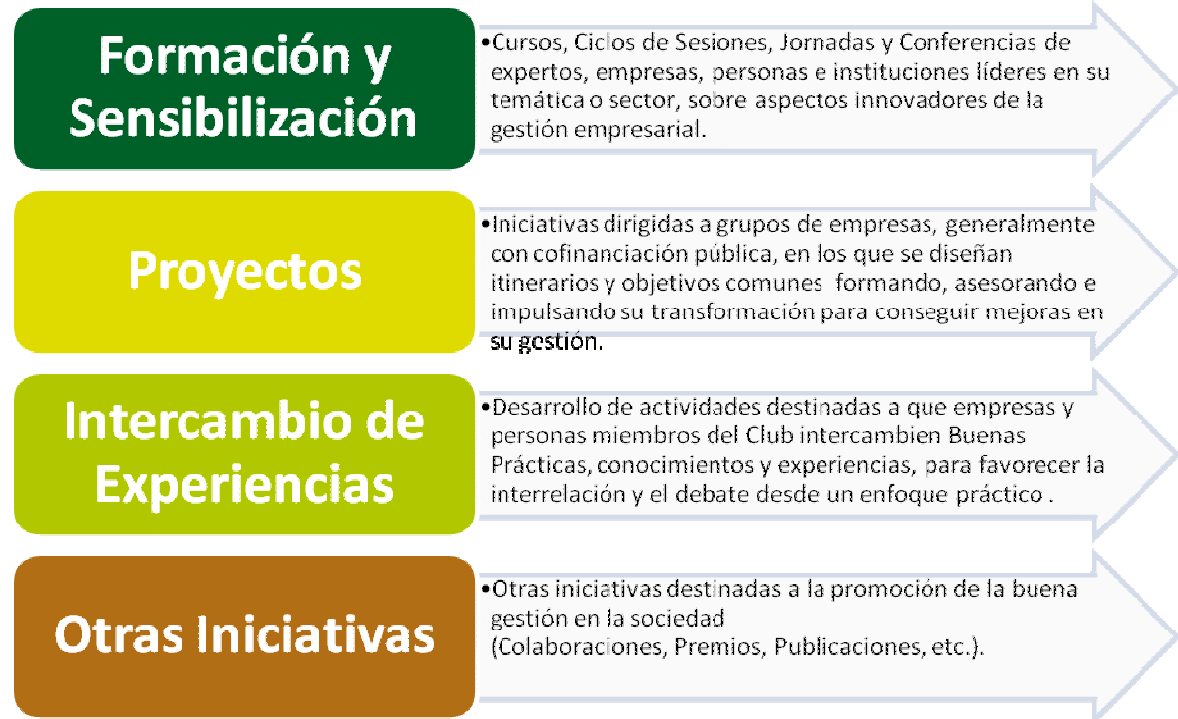 Formación y
Sensibilización
•Cursos, Ciclos de Sesiones, Jornadas y Conferencias de
expertos, empresas, personas e instituciones líderes en su
temática o sector, sobre aspectos innovadores de la
gestión empresarial.
Proyectos
•Iniciativas dirigidas a grupos de empresas, generalmente
con cofinanciación pública, en los que se diseñan
itinerarios y objetivos comunes formando, asesorando e
impulsando su transformación para conseguir mejoras en
su gestión.
Intercambio de
Experiencias
•Desarrollo de actividades destinadas a que empresas y
personas miembros del Club intercambien Buenas
Prácticas, conocimientos y experiencias, para favorecer la
interrelación y el debate desde un enfoque práctico .
Otras Iniciativas
•Otras iniciativas destinadas a la promoción de la buena
gestión en la sociedad
(Colaboraciones, Premios, Publicaciones, etc.).